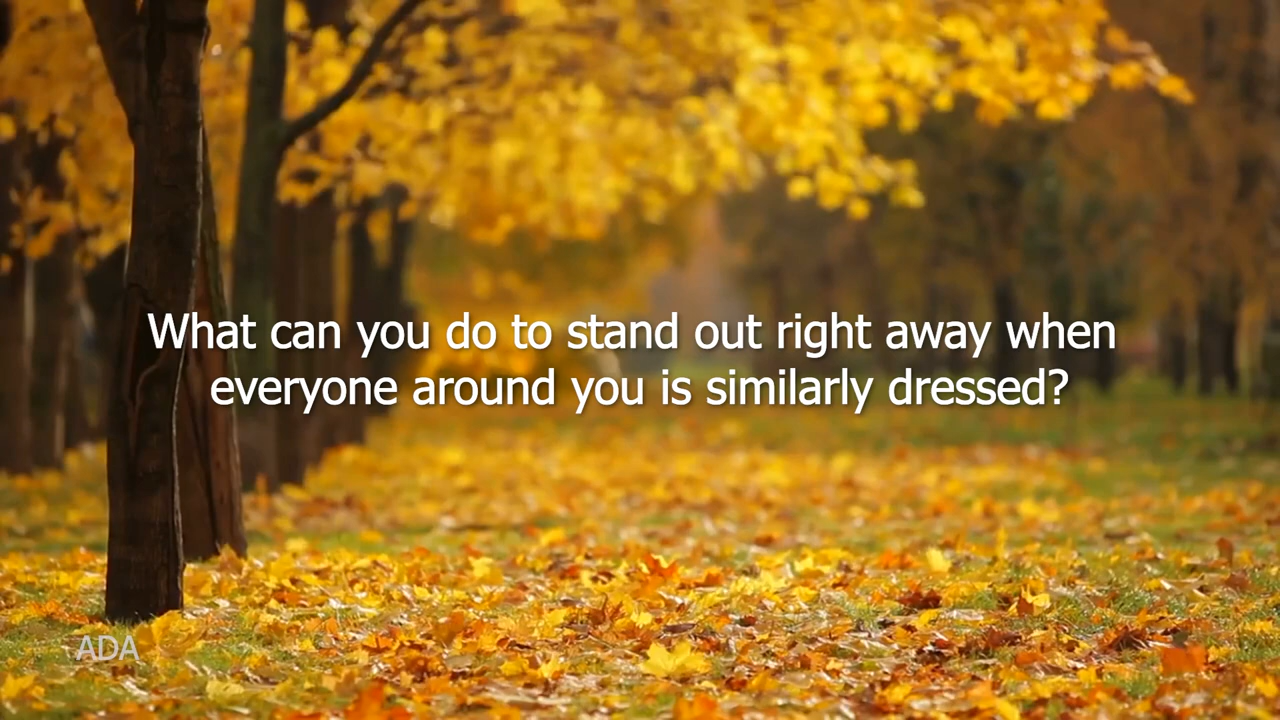 What can you do to stand out right away when
everyone around you is similarly dressed?
ADA